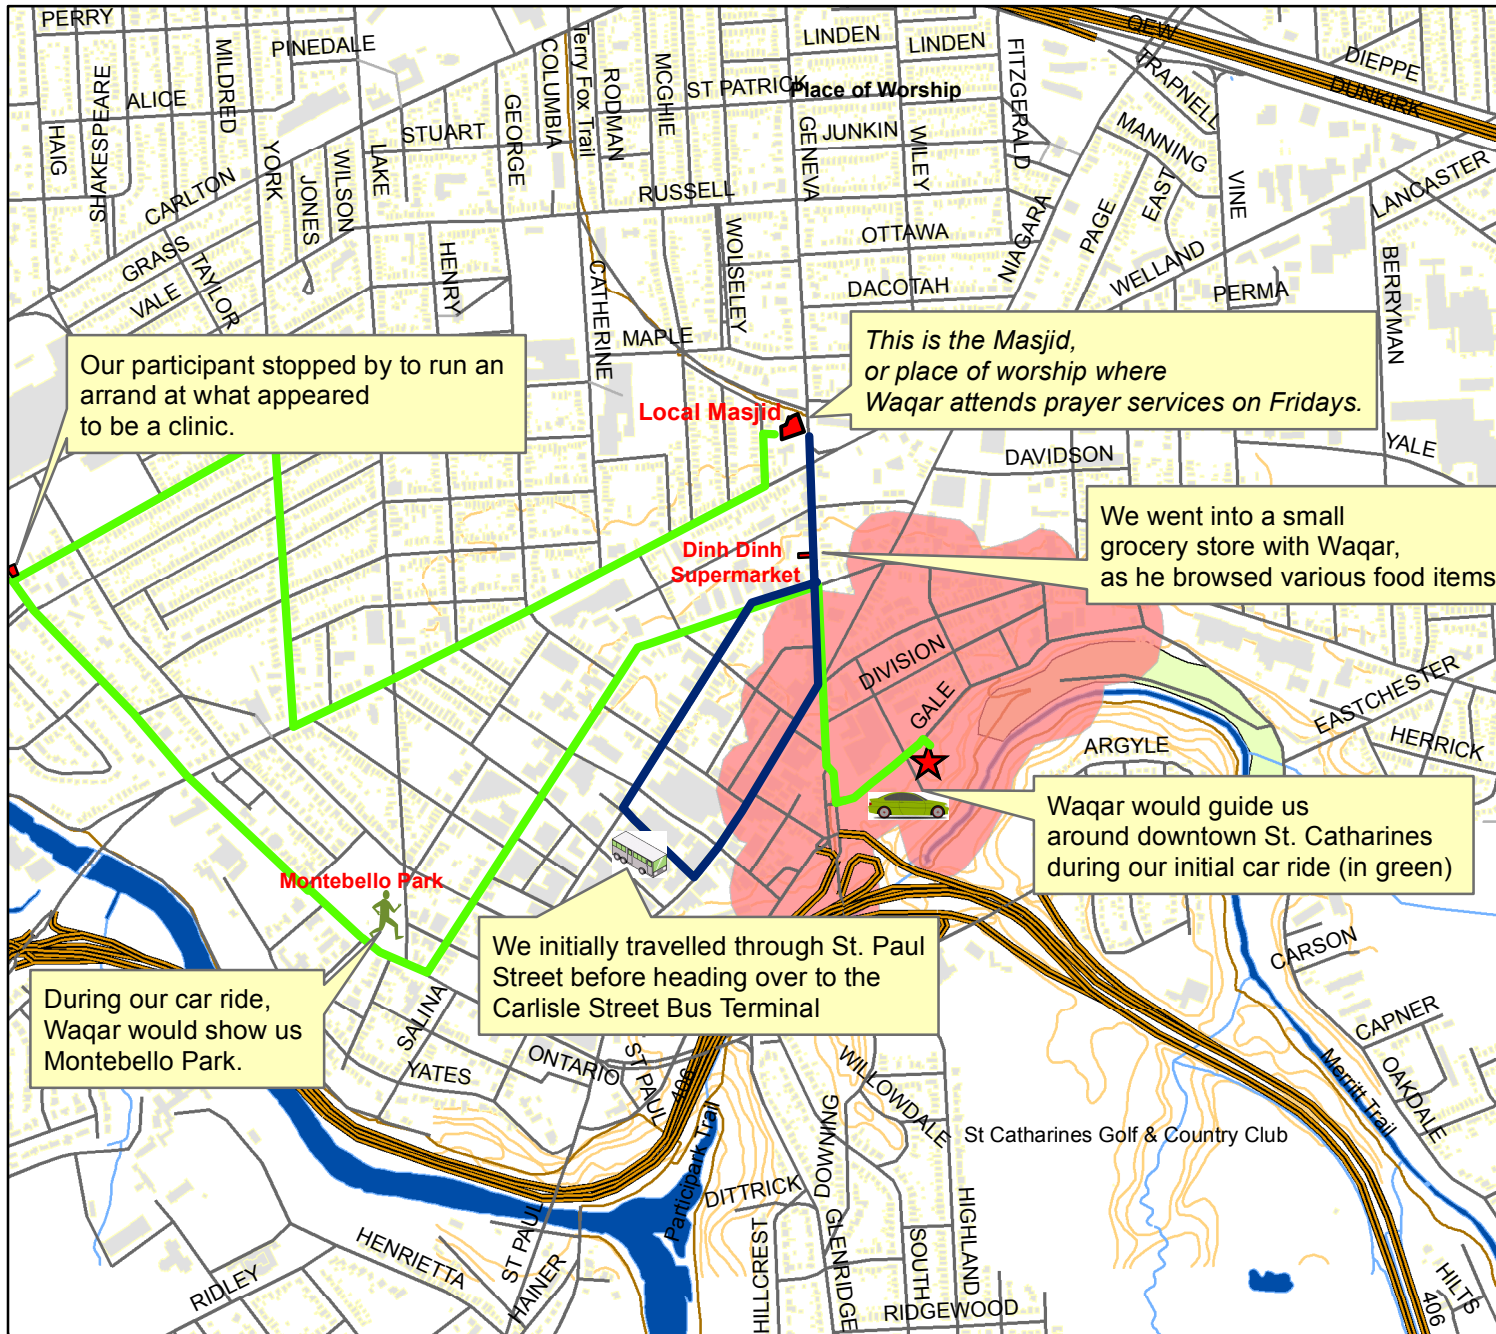 PERRY
PINEDALE
MILDRED
ALICE
SHAKESPEARE
HAIG
CARLTON
YORK
JONES
WILSON
LAKE
STUART
GEORGE
COLUMBIA
Terry Fox Trail
RODMAN
MCGHIE
ST PATRICK
Place of Worship
LINDEN
LINDEN
FITZGERALD
GENEVA
JUNKIN
WILEY
QEW
TRAPNELL
DIEPPE
DUNKIRK
MANNING
EAST
VINE
LANCASTER
PAGE
NIAGARA
WELLAND
PERMA
BERRYMAN
RUSSELL
WOLSELEY
OTTAWA
DACOTAH
GRASS
VALE
TAYLOR
HENRY
CATHERINE
MAPLE
Our participant stopped by to run an
arrand at what appeared
to be a clinic.
This is the Masjid,
or place of worship where
Waqar attends prayer services on Fridays.
Local Masjid
DAVIDSON
YALE
We went into a small
grocery store with Waqar,
as he browsed various food items
Dinh Dinh
Supermarket
DIVISION
GALE
EASTCHESTER
HERRICK
ARGYLE
Waqar would guide us
around downtown St. Catharines
during our initial car ride (in green)
Montebello Park
We initially travelled through St. Paul
Street before heading over to the
Carlisle Street Bus Terminal
During our car ride,
Waqar would show us
Montebello Park.
SALINA
YATES
ONTARIO
ST PAUL
406
Participark Trail
WILLOWDALE
DOWNING
St Catharines Golf & Country Club
CARSON
CAPNER
OAKDALE
Merritt Trail
DITTRICK
HILLCREST
GLENRIDGE
SOUTH
HIGHLAND
RIDGEWOOD
HENRIETTA
RIDLEY
ST PAUL
HAINER
HILTS
406